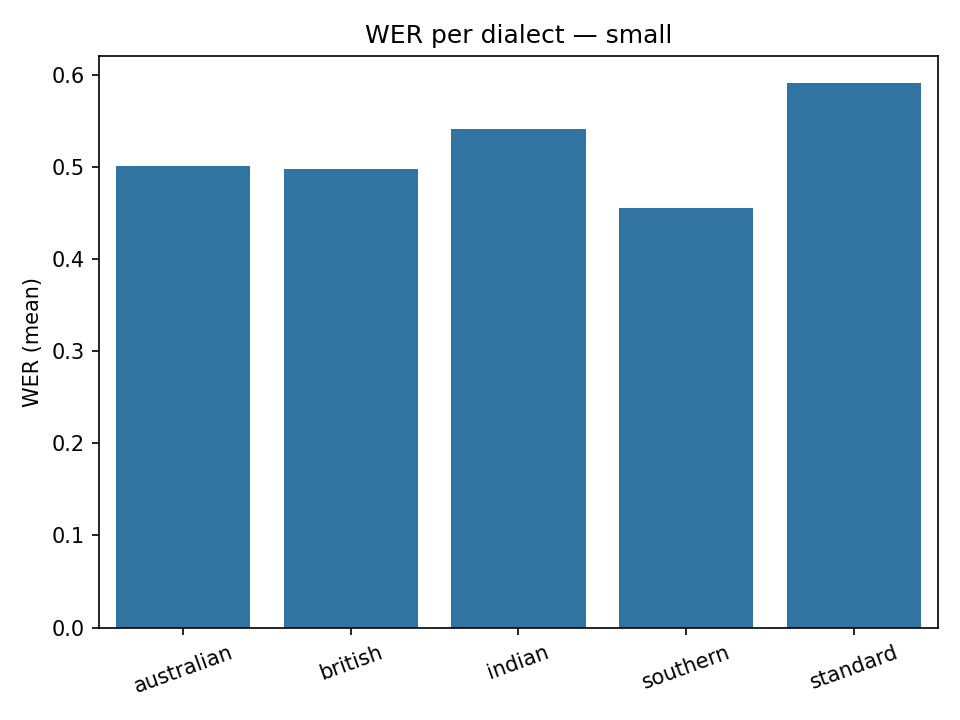 WER per dialect — small
WER (mean)
0.6
0.5
0.4
0.3
0.2
0.1
0.0
australian
british
indian
southern
standard